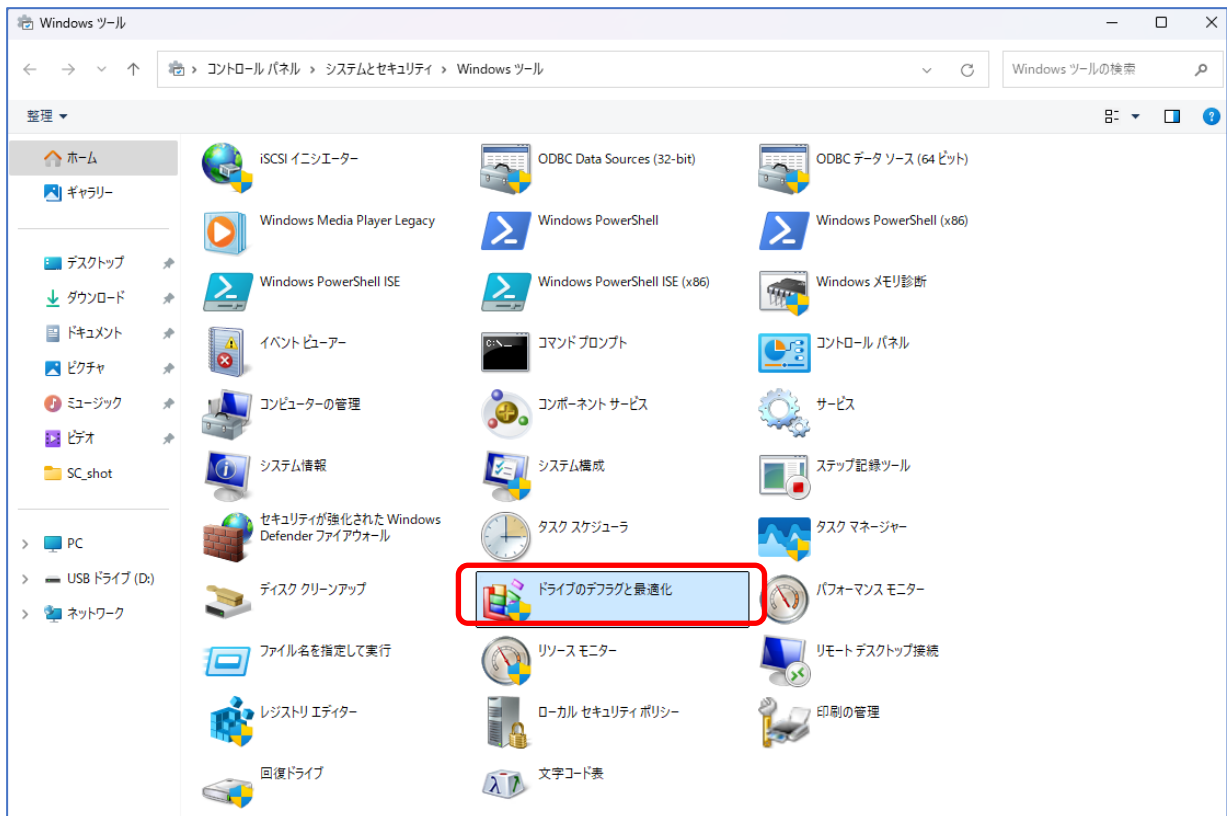 Windows ツール
コントロール パネル › システムとセキュリティ › Windows ツール
Windows ツールの検索
整理
ホーム
ギャラリー
デスクトップ
ダウンロード
ドキュメント
ピクチャ
ミュージック
ビデオ
SC_shot
PC
USB ドライブ (D:)
ネットワーク
iSCSI イニシエーター
ODBC Data Sources (32-bit)
ODBC データ ソース (64 ビット)
Windows Media Player Legacy
Windows PowerShell
Windows PowerShell (x86)
Windows PowerShell ISE
Windows PowerShell ISE (x86)
Windows メモリ診断
イベント ビューアー
コマンド プロンプト
コントロール パネル
コンピューターの管理
コンポーネント サービス
サービス
システム情報
システム構成
ステップ記録ツール
セキュリティが強化された Windows
Defender ファイアウォール
タスク スケジューラ
タスク マネージャー
ディスク クリーンアップ
ドライブのデフラグと最適化
パフォーマンス モニター
ファイル名を指定して実行
リソース モニター
リモート デスクトップ接続
レジストリ エディター
ローカル セキュリティ ポリシー
印刷の管理
回復ドライブ
文字コード表